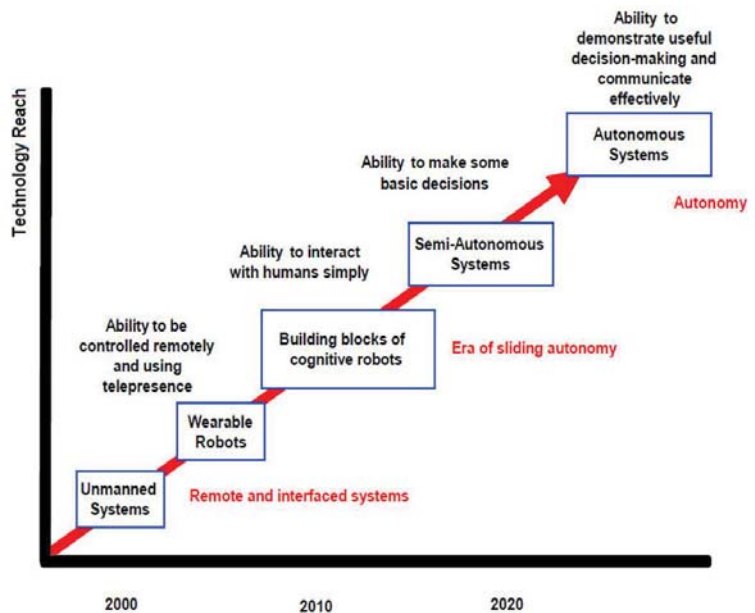 Ability to
demonstrate useful
decision-making and
communicate
effectively
Autonomous
Systems
Autonomy
Technology Reach
Ability to make some
basic decisions
Semi-Autonomous
Systems
Ability to interact
with humans simply
Building blocks of
cognitive robots
Era of sliding autonomy
Ability to be
controlled remotely
and using
telepresence
Wearable
Robots
Unmanned
Systems
Remote and interfaced systems
2000
2010
2020